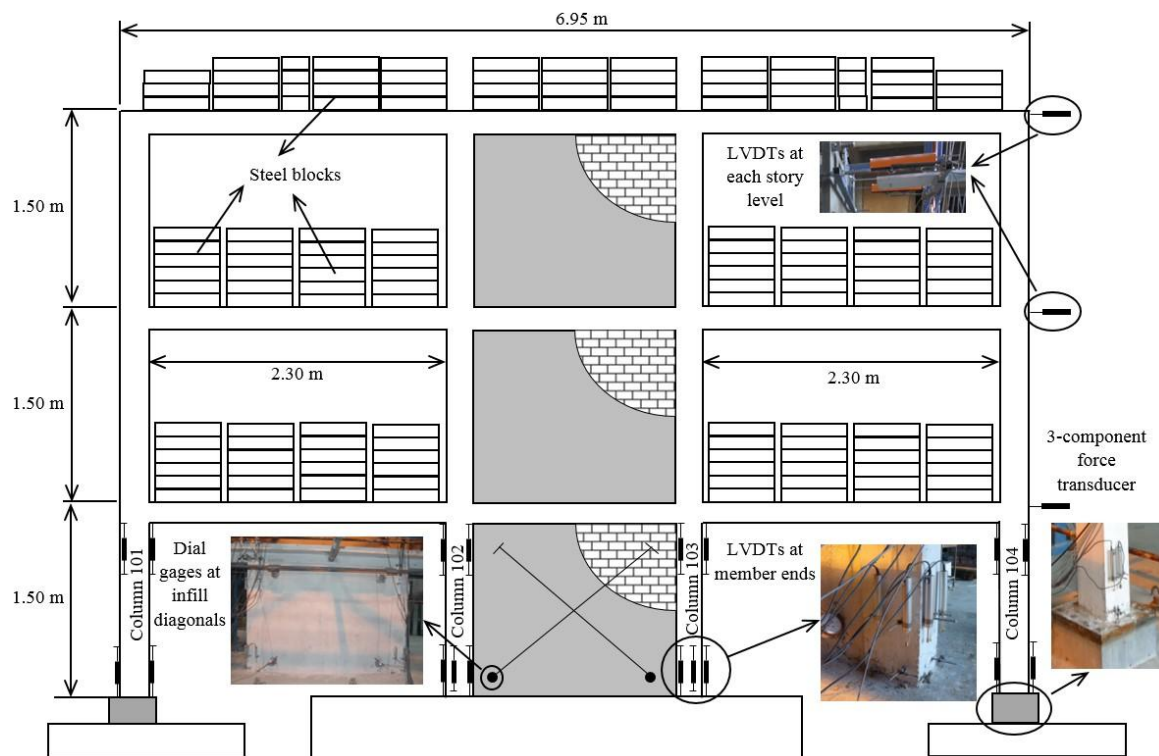 6.95 m
Steel blocks
LVDTs at
each story
level
1.50 m
2.30 m
2.30 m
1.50 m
3-component
force
transducer
Column 101
Dial
gages at
infill
diagonals
Column 102
Column 103
LVDTs at
member ends
Column 104
1.50 m